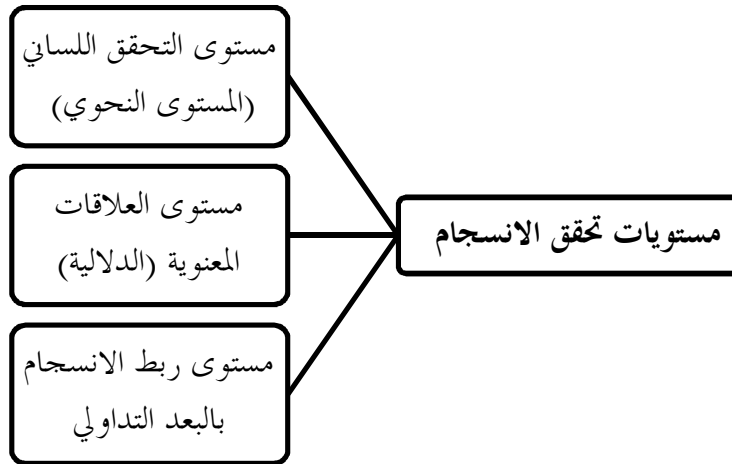 مستويات تحقق الانسجام
مستوى التحقق اللساني
(المستوى النحوي)
مستوى العلاقات
المعنوية (الدلالية)
مستوى ربط الانسجام
بالبعد التداولي